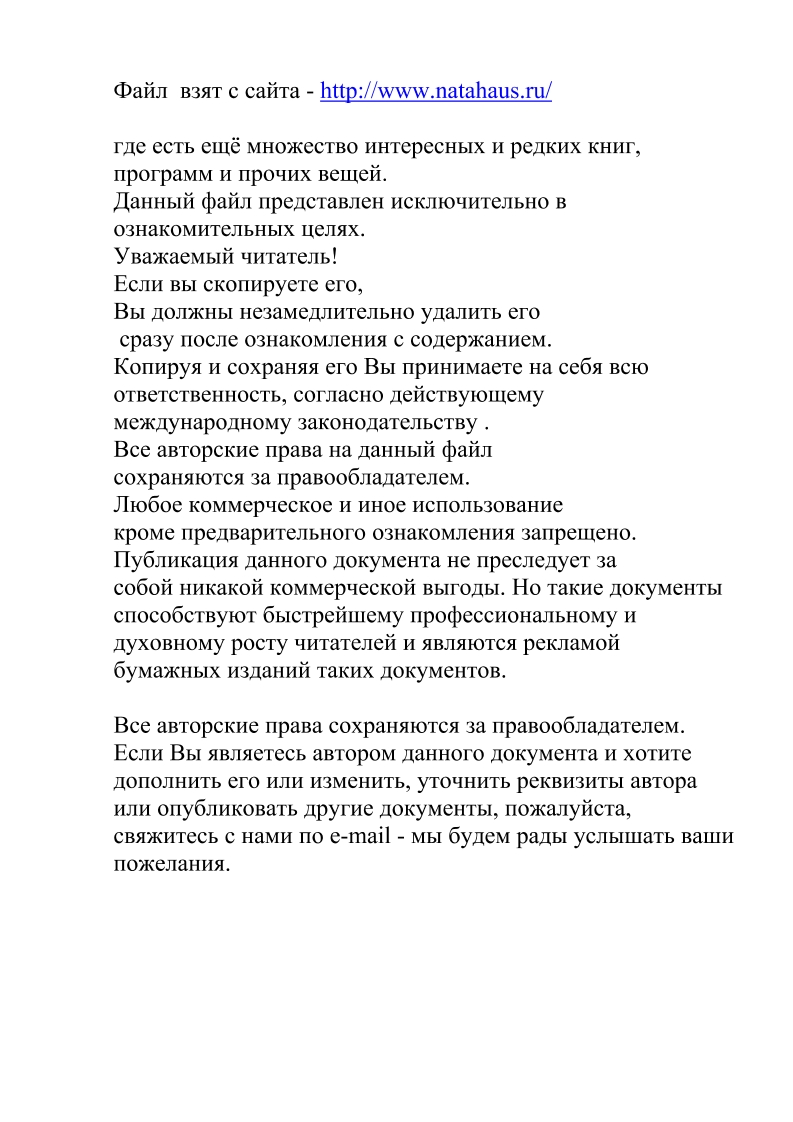 Файл  взят с сайта - http://www.natahaus.ru/
где есть ещё множество интересных и редких книг,
программ и прочих вещей.
Данный файл представлен исключительно в
ознакомительных целях.
Уважаемый читатель!
Если вы скопируете его,
Вы должны незамедлительно удалить его
сразу после ознакомления с содержанием.
Копируя и сохраняя его Вы принимаете на себя всю
ответственность, согласно действующему
международному законодательству .
Все авторские права на данный файл
сохраняются за правообладателем.
Любое коммерческое и иное использование
кроме предварительного ознакомления запрещено.
Публикация данного документа не преследует за
собой никакой коммерческой выгоды. Но такие документы
способствуют быстрейшему профессиональному и
духовному росту читателей и являются рекламой
бумажных изданий таких документов.
Все авторские права сохраняются за правообладателем.
Если Вы являетесь автором данного документа и хотите
дополнить его или изменить, уточнить реквизиты автора
или опубликовать другие документы, пожалуйста,
свяжитесь с нами по e-mail - мы будем рады услышать ваши
пожелания.